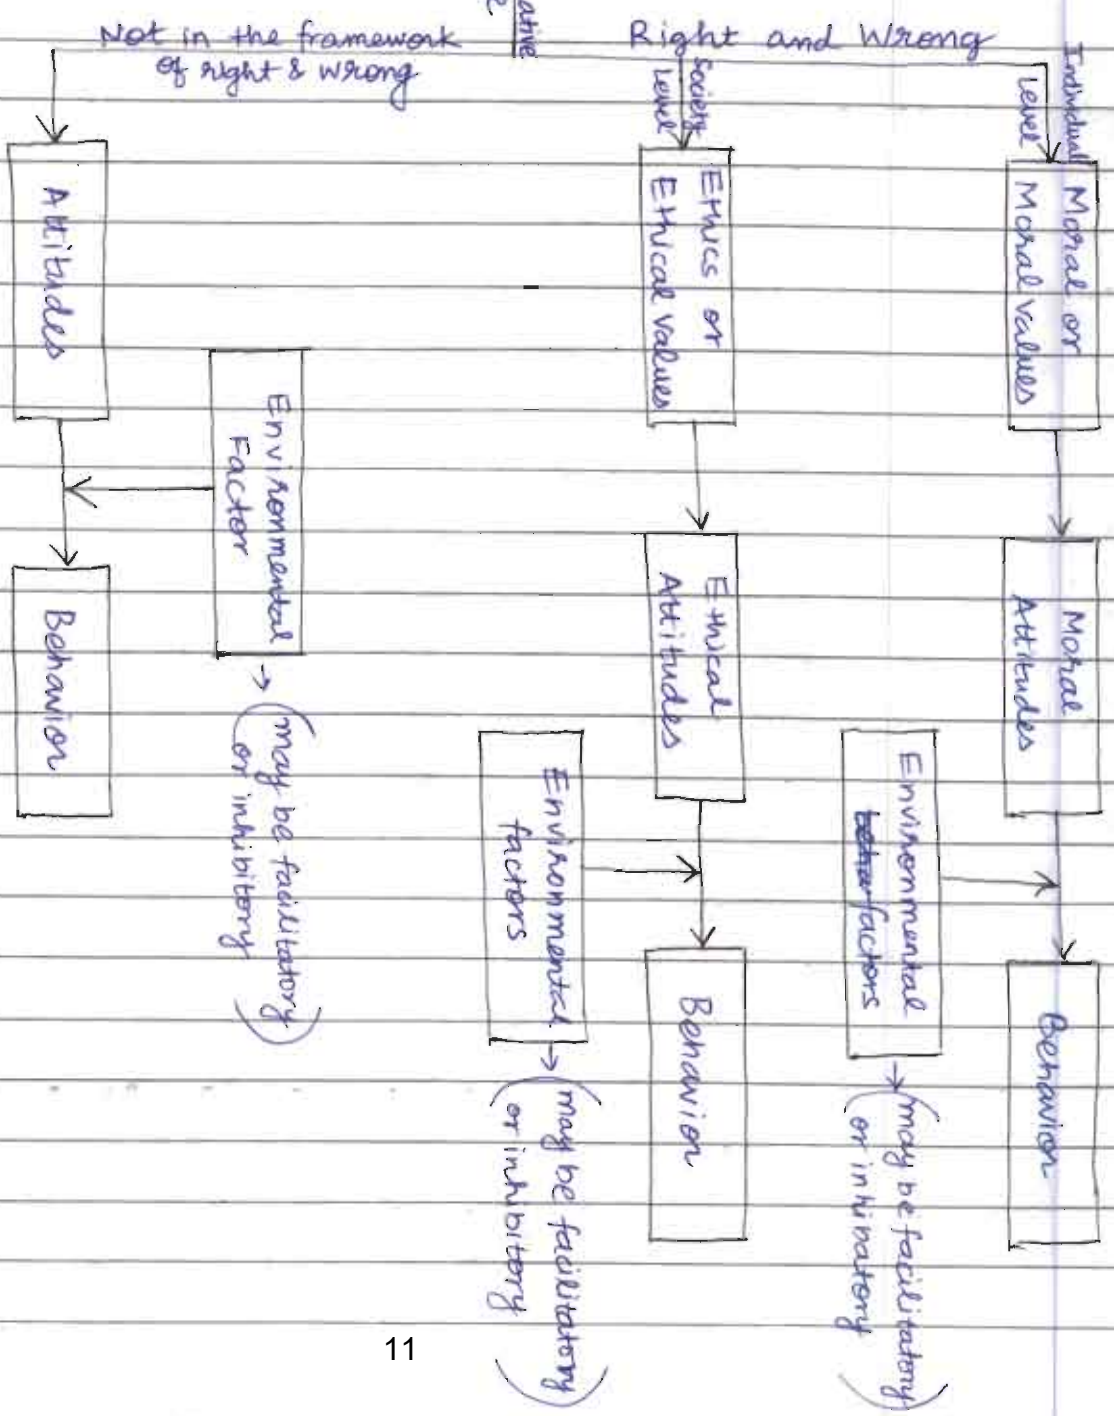 Not in the framework
of right & wrong
ative
Right and Wrong
Individual
Level
Moral or
Moral values
Moral
Attitudes
Environmental
factors
→ (may be facilitatory
or inhibatory)
Behavior
Society
Level
Ethics or
Ethical values
Ethical
Attitudes
Environmental
factors
→ (may be facilitatory
or inhibitory)
Behavior
Attitudes
Environmental
Factor
→ (may be facilitatory
or inhibitory)
Behavior
11